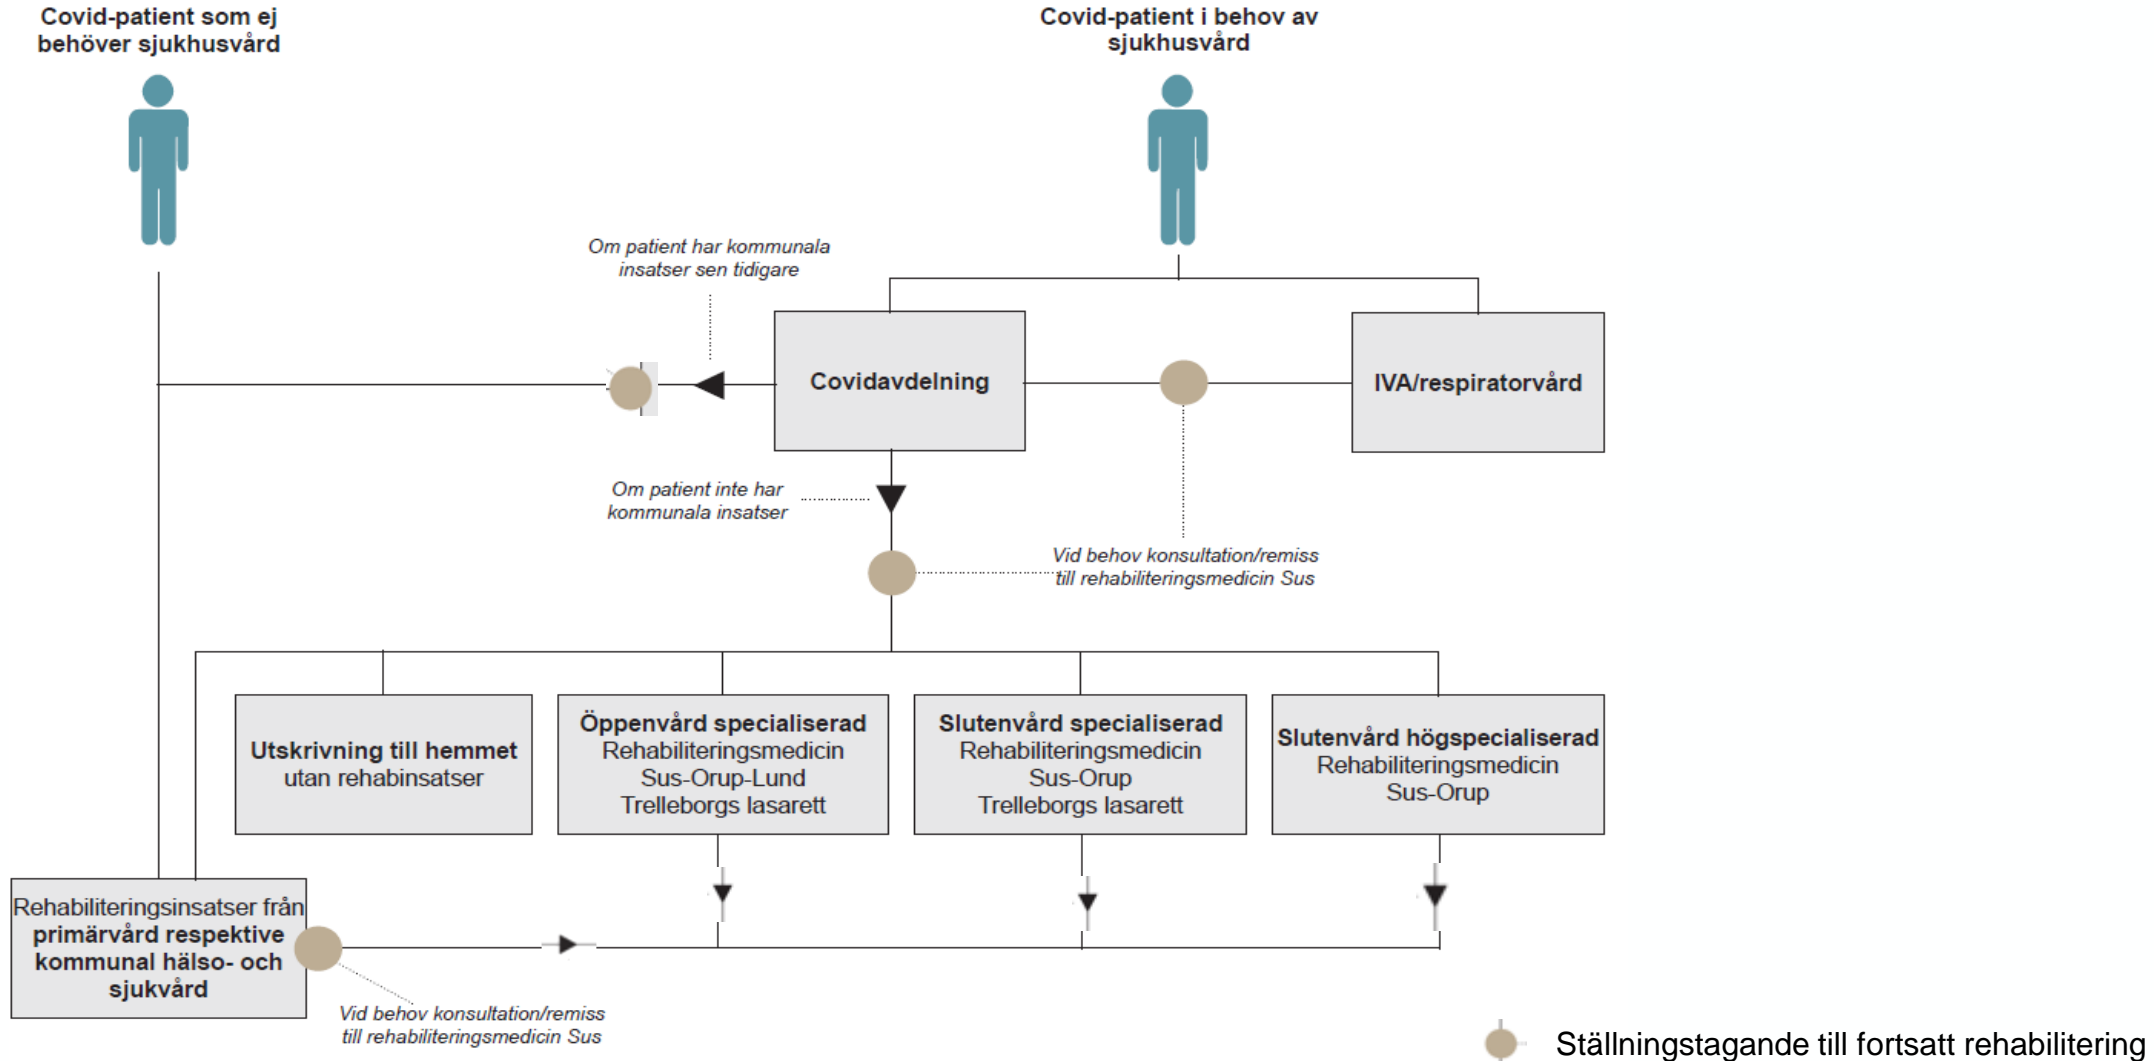 Covid-patient som ej
behöver sjukhusvård
Covid-patient i behov av
sjukhusvård
Om patient har kommunala
insatser sen tidigare
Covidavdelning
IVA/respiratorvård
Om patient inte har
kommunala insatser
Vid behov konsultation/remiss
till rehabiliteringsmedicin Sus
Utskrivning till hemmet
utan rehabinsatser
Öppenvård specialiserad
Rehabiliteringsmedicin
Sus-Orup-Lund
Trelleborgs lasarett
Slutenvård specialiserad
Rehabiliteringsmedicin
Sus-Orup
Trelleborgs lasarett
Slutenvård högspecialiserad
Rehabiliteringsmedicin
Sus-Orup
Rehabiliteringsinsatser från
primärvård respektive
kommunal hälso- och
sjukvård
Vid behov konsultation/remiss
till rehabiliteringsmedicin Sus
Ställningstagande till fortsatt rehabilitering